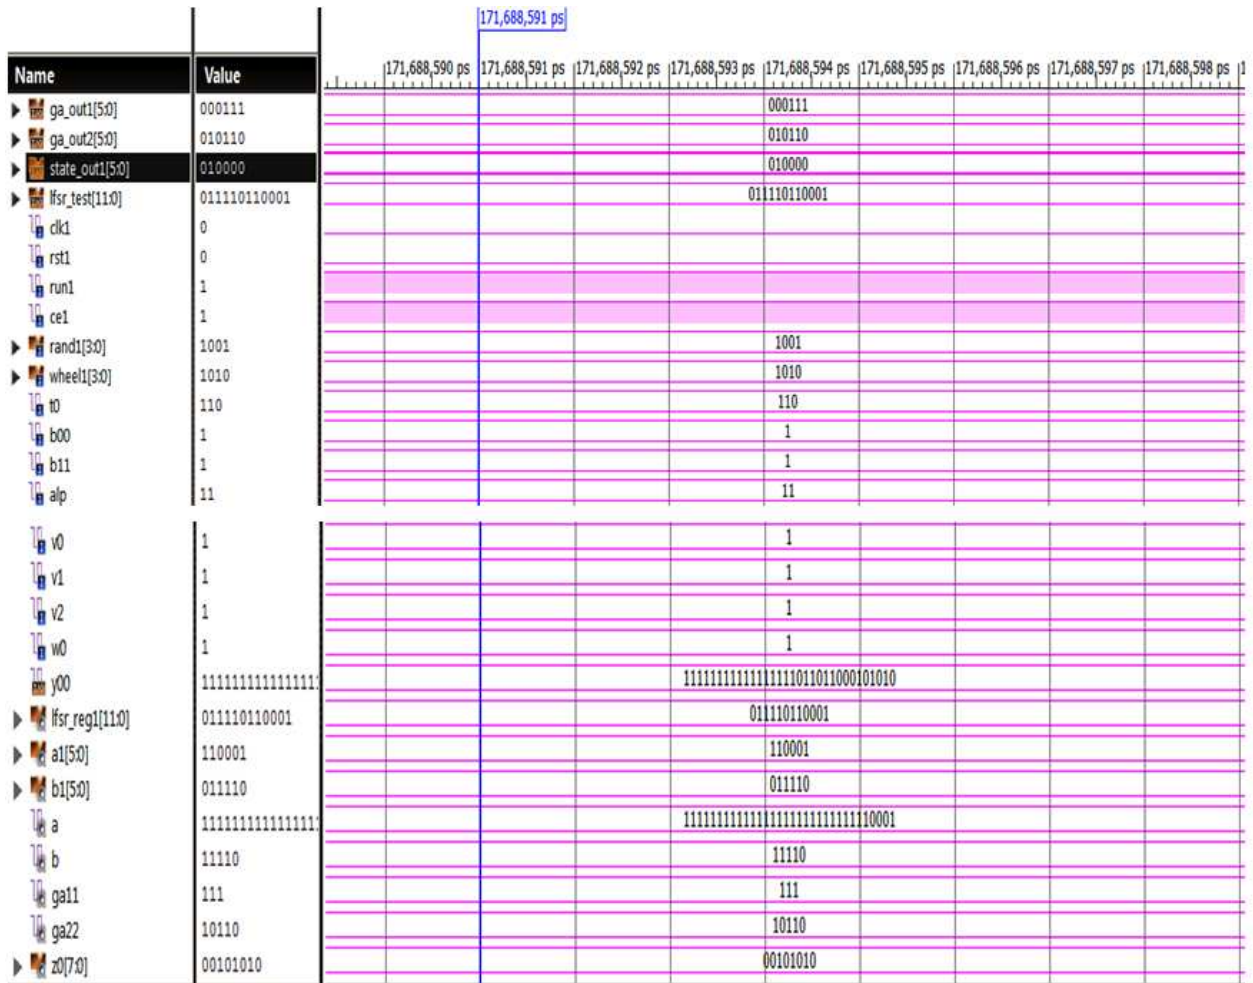 171,688,591 ps
Name Value 171,688,590 ps 171,688,591 ps 171,688,592 ps 171,688,593 ps 171,688,594 ps 171,688,595 ps 171,688,596 ps 171,688,597 ps 171,688,598 ps 1
ga_out1[5:0] 000111 000111
ga_out2[5:0] 010110 010110
state_out1[5:0] 010000 010000
lfsr_test[11:0] 011110110001 011110110001
clk1 0
rst1 0
run1 1
ce1 1
rand1[3:0] 1001 1001
wheel1[3:0] 1010 1010
t0 110 110
b00 1 1
b11 1 1
alp 11 11
v0 1 1
v1 1 1
v2 1 1
w0 1 1
y00
lfsr_reg1[11:0] 011110110001 011110110001
a1[5:0] 110001 110001
b1[5:0] 011110 011110
a
b 11110 11110
ga11 111 111
ga22 10110 10110
z0[7:0] 00101010 00101010